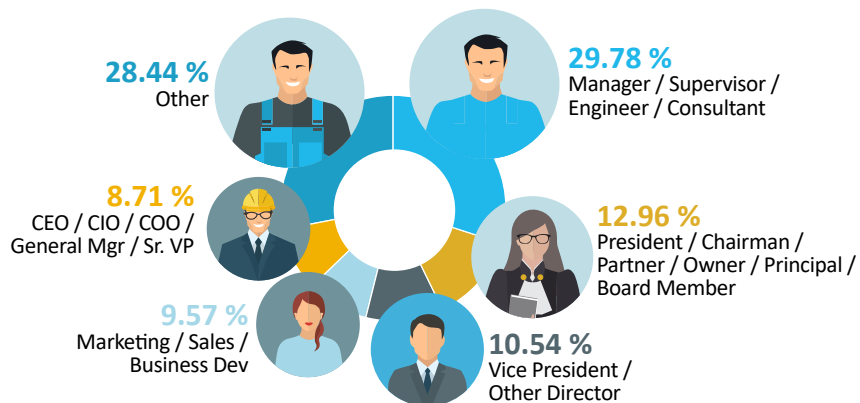 28.44 %
Other
29.78 %
Manager / Supervisor /
Engineer / Consultant
8.71 %
CEO / CIO / COO /
General Mgr / Sr. VP
12.96 %
President / Chairman /
Partner / Owner / Principal /
Board Member
9.57 %
Marketing / Sales /
Business Dev
10.54 %
Vice President /
Other Director